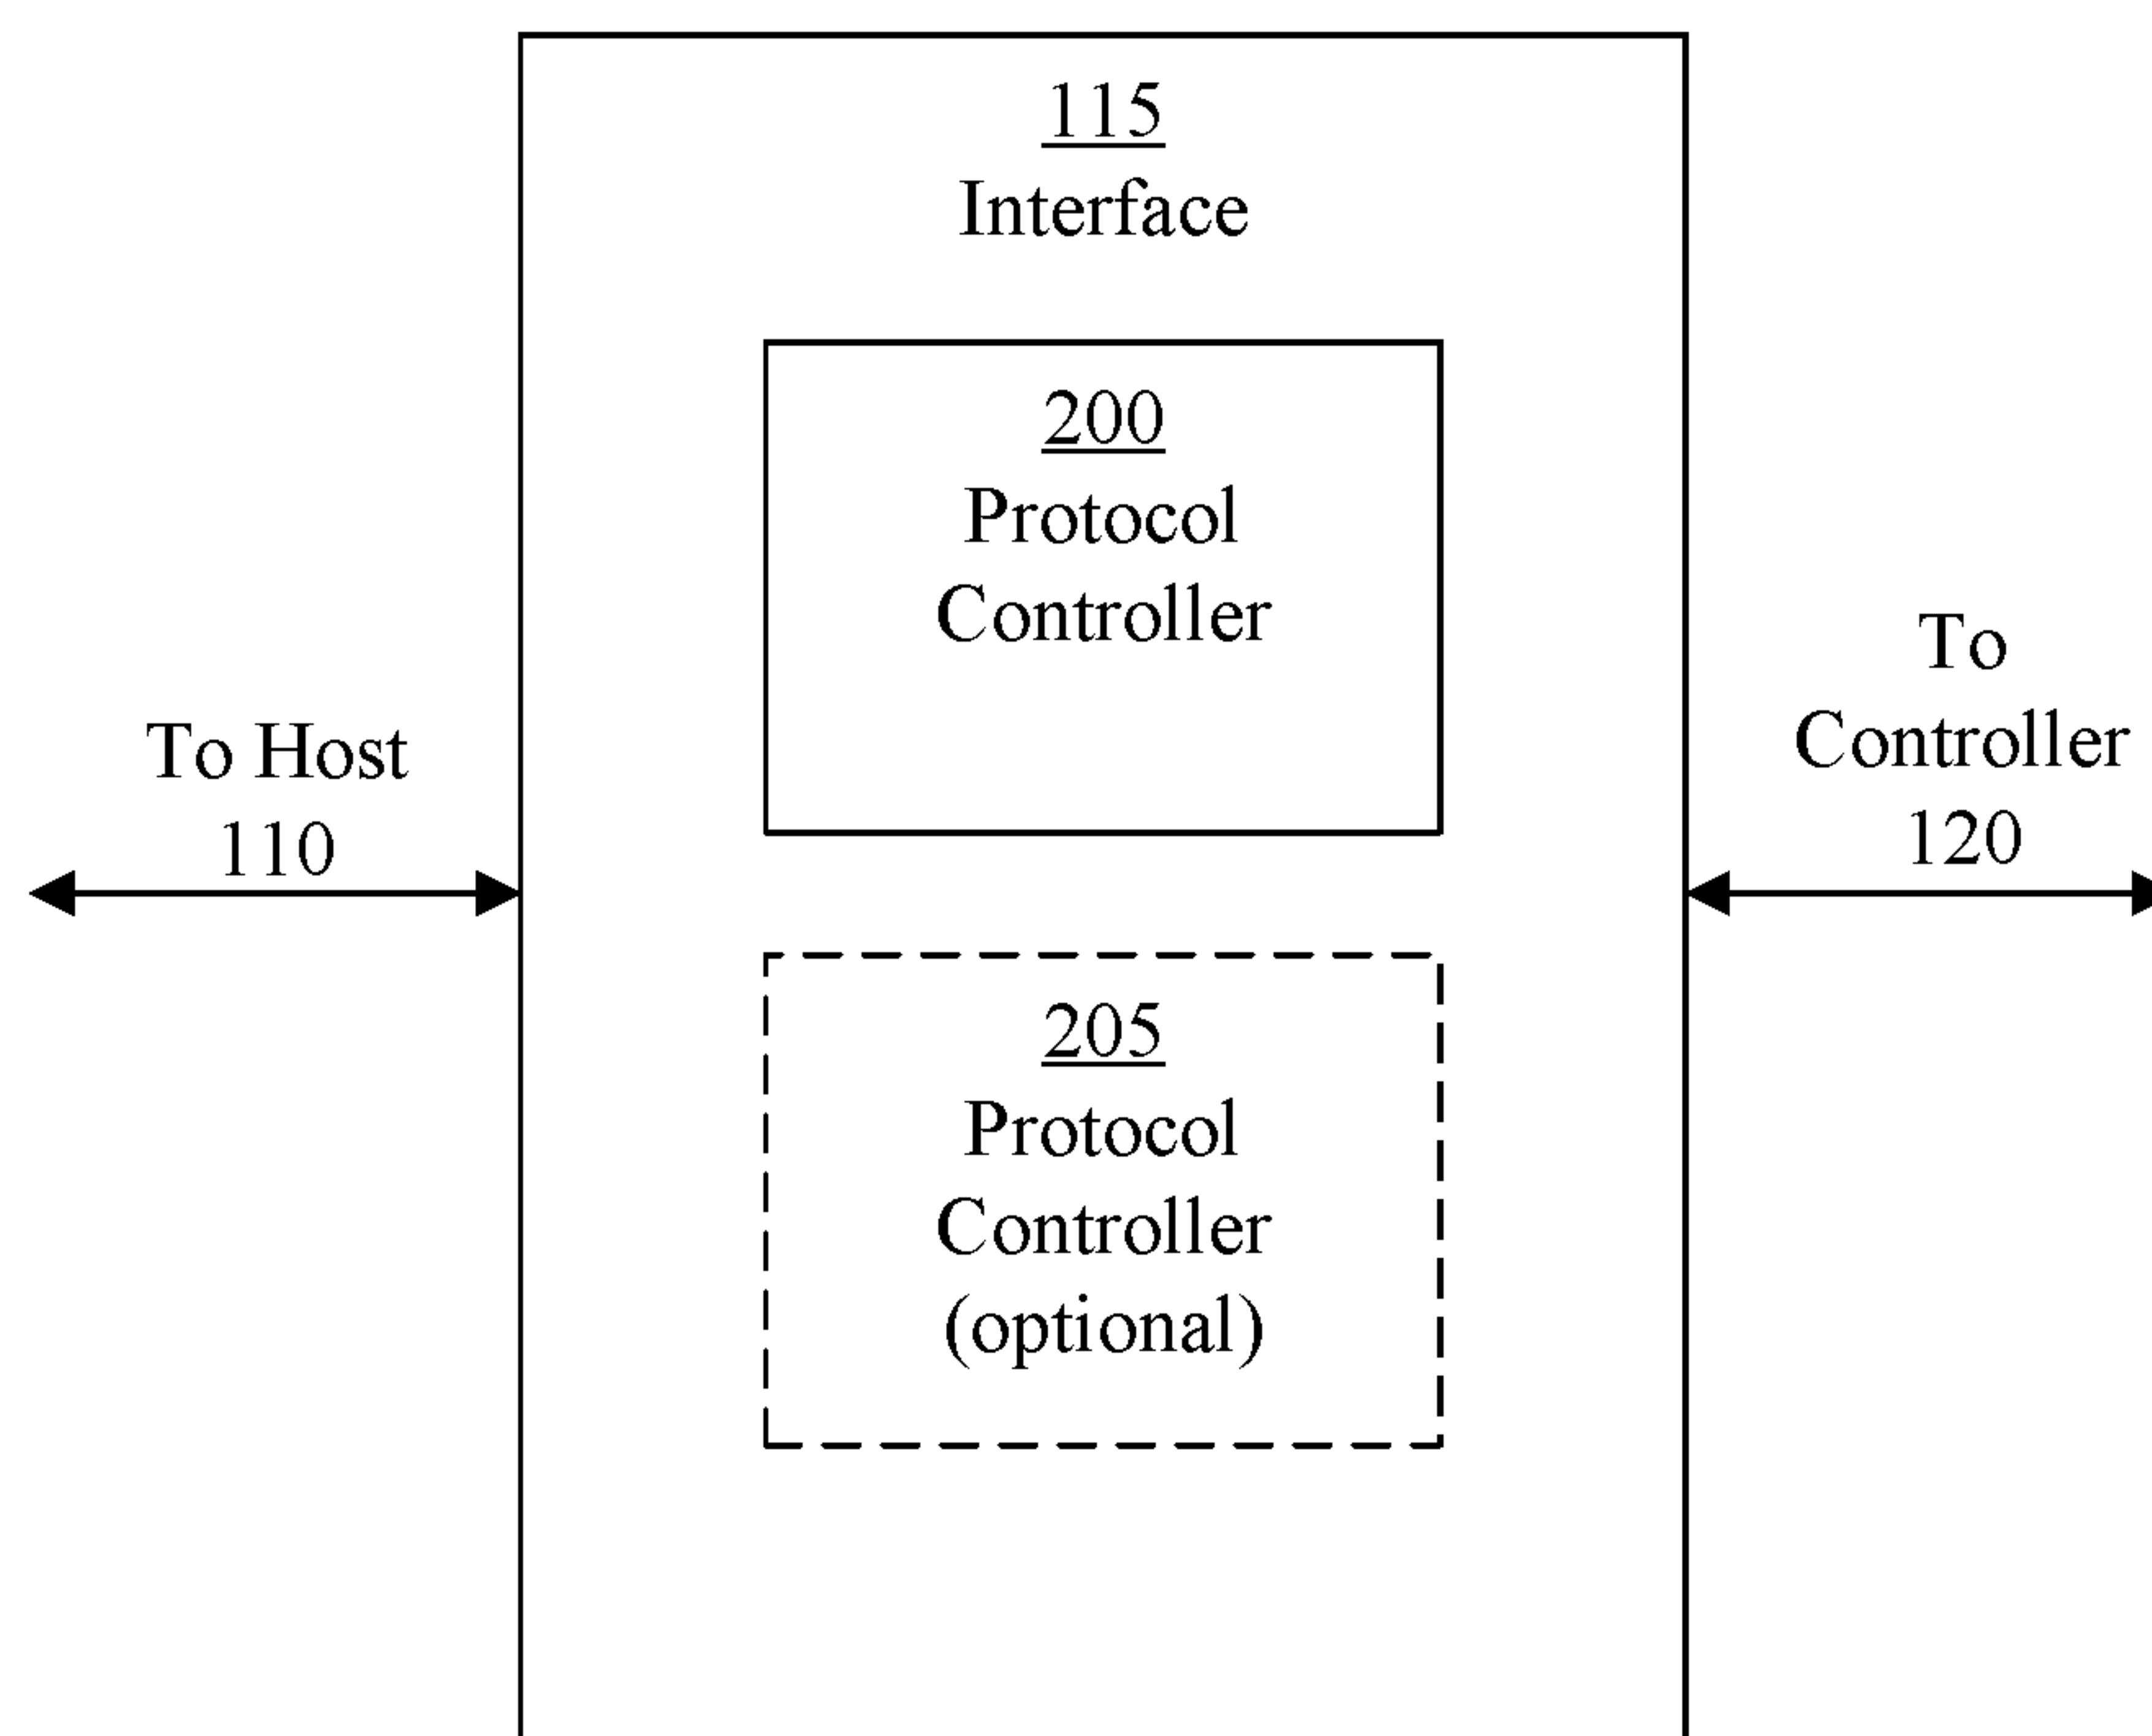 115
Interface
200
Protocol
Controller
To Host
110
To
Controller
120
205
Protocol
Controller
(optional)